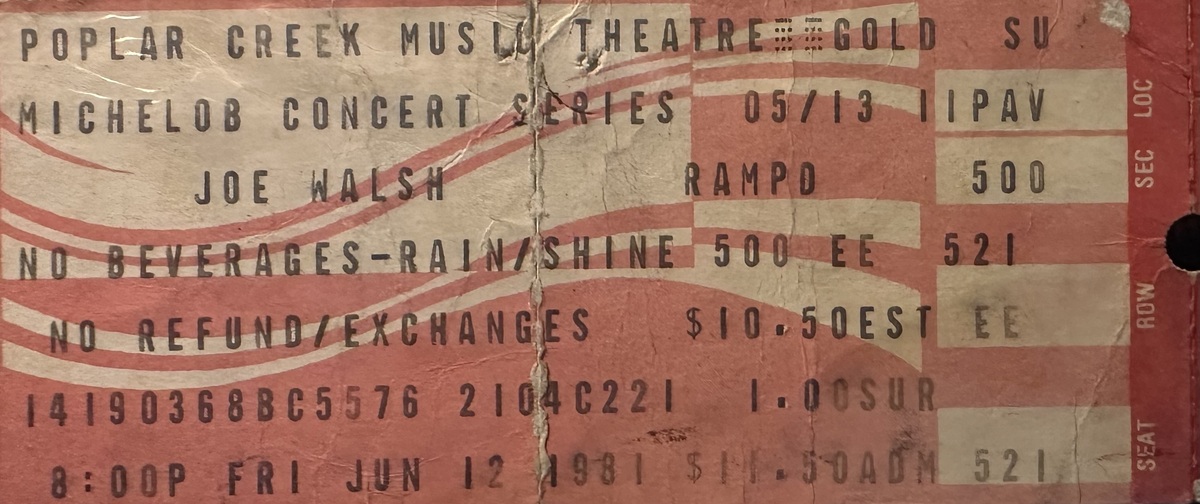 POPLAR CREEK MUSIC THEATRE GOLD SU
MICHELOB CONCERT SERIES 05/13 11PAV
JOE WALSH RAMPD 500
NO BEVERAGES-RAIN/SHINE 500 EE 521
NO REFUND/EXCHANGES $10.50EST EE
14190368BC5576 2104C221 1.00SUR
8:00P FRI JUN 12 1981 $11.50ADM 521
LOC
SEC
ROW
SEAT